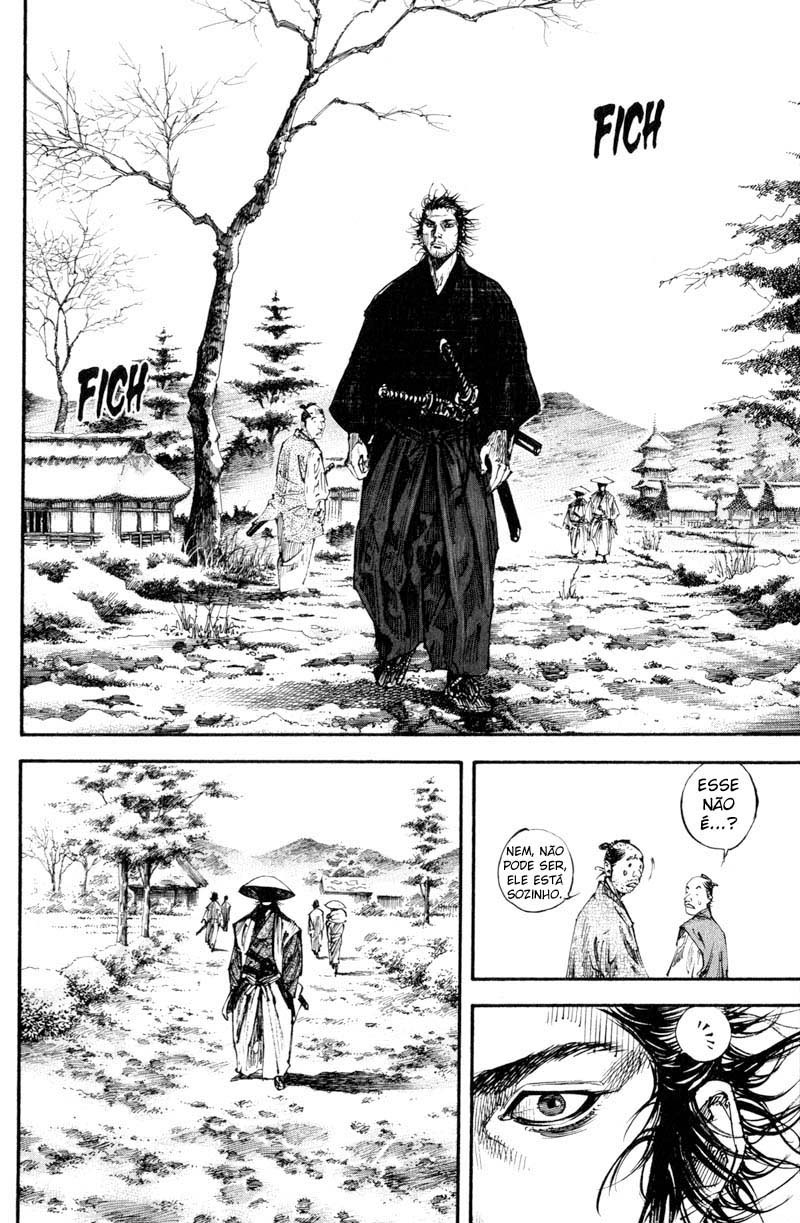 FICH
FICH
ESSE
NÃO
É...?
NEM, NÃO
PODE SER,
ELE ESTÁ
SOZINHO.